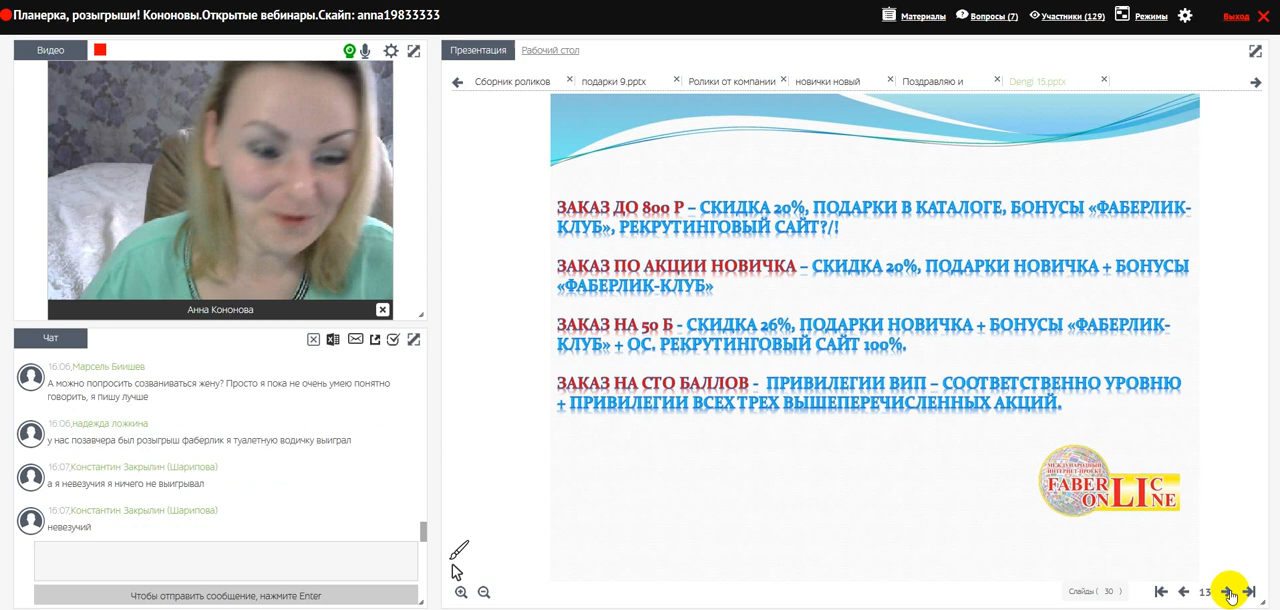 Планерка, розыгрыши! Кононовы.Открытые вебинары.Скайп: anna19833333
Материалы
Вопросы (7)
Участники (129)
Режимы
Выход
Видео
Анна Кононова
Чат
16:06,Марсель Биишев
А можно попросить созваниваться жену? Просто я пока не очень умею понятно
говорить, я пишу лучше
16:06,надежда ложкина
у нас позавчера был розыгрыш фаберлик я туалетную водичку выиграл
16:07,Константин Закрылин (Шарипова)
а я невезучия я ничего не выигрывал
16:07,Константин Закрылин (Шарипова)
невезучий
Чтобы отправить сообщение, нажмите Enter
Презентация
Рабочий стол
Сборник роликов
подарки 9.pptx
Ролики от компании
новички новый
Поздравляю и
Dengi 15.pptx
ЗАКАЗ ДО 800 Р – СКИДКА 20%, ПОДАРКИ В КАТАЛОГЕ, БОНУСЫ «ФАБЕРЛИК-
КЛУБ», РЕКРУТИНГОВЫЙ САЙТ?/!
ЗАКАЗ ПО АКЦИИ НОВИЧКА – СКИДКА 20%, ПОДАРКИ НОВИЧКА + БОНУСЫ
«ФАБЕРЛИК-КЛУБ»
ЗАКАЗ НА 50 Б - СКИДКА 26%, ПОДАРКИ НОВИЧКА + БОНУСЫ «ФАБЕРЛИК-
КЛУБ» + ОС. РЕКРУТИНГОВЫЙ САЙТ 100%.
ЗАКАЗ НА СТО БАЛЛОВ - ПРИВИЛЕГИИ ВИП – СООТВЕТСТВЕННО УРОВНЮ
+ ПРИВИЛЕГИИ ВСЕХ ТРЕХ ВЫШЕПЕРЕЧИСЛЕННЫХ АКЦИЙ.
МЕЖДУНАРОДНЫЙ
ИНТЕРНЕТ-ПРОЕКТ
FABERLIC
ONLINE
Слайды ( 30 )
13